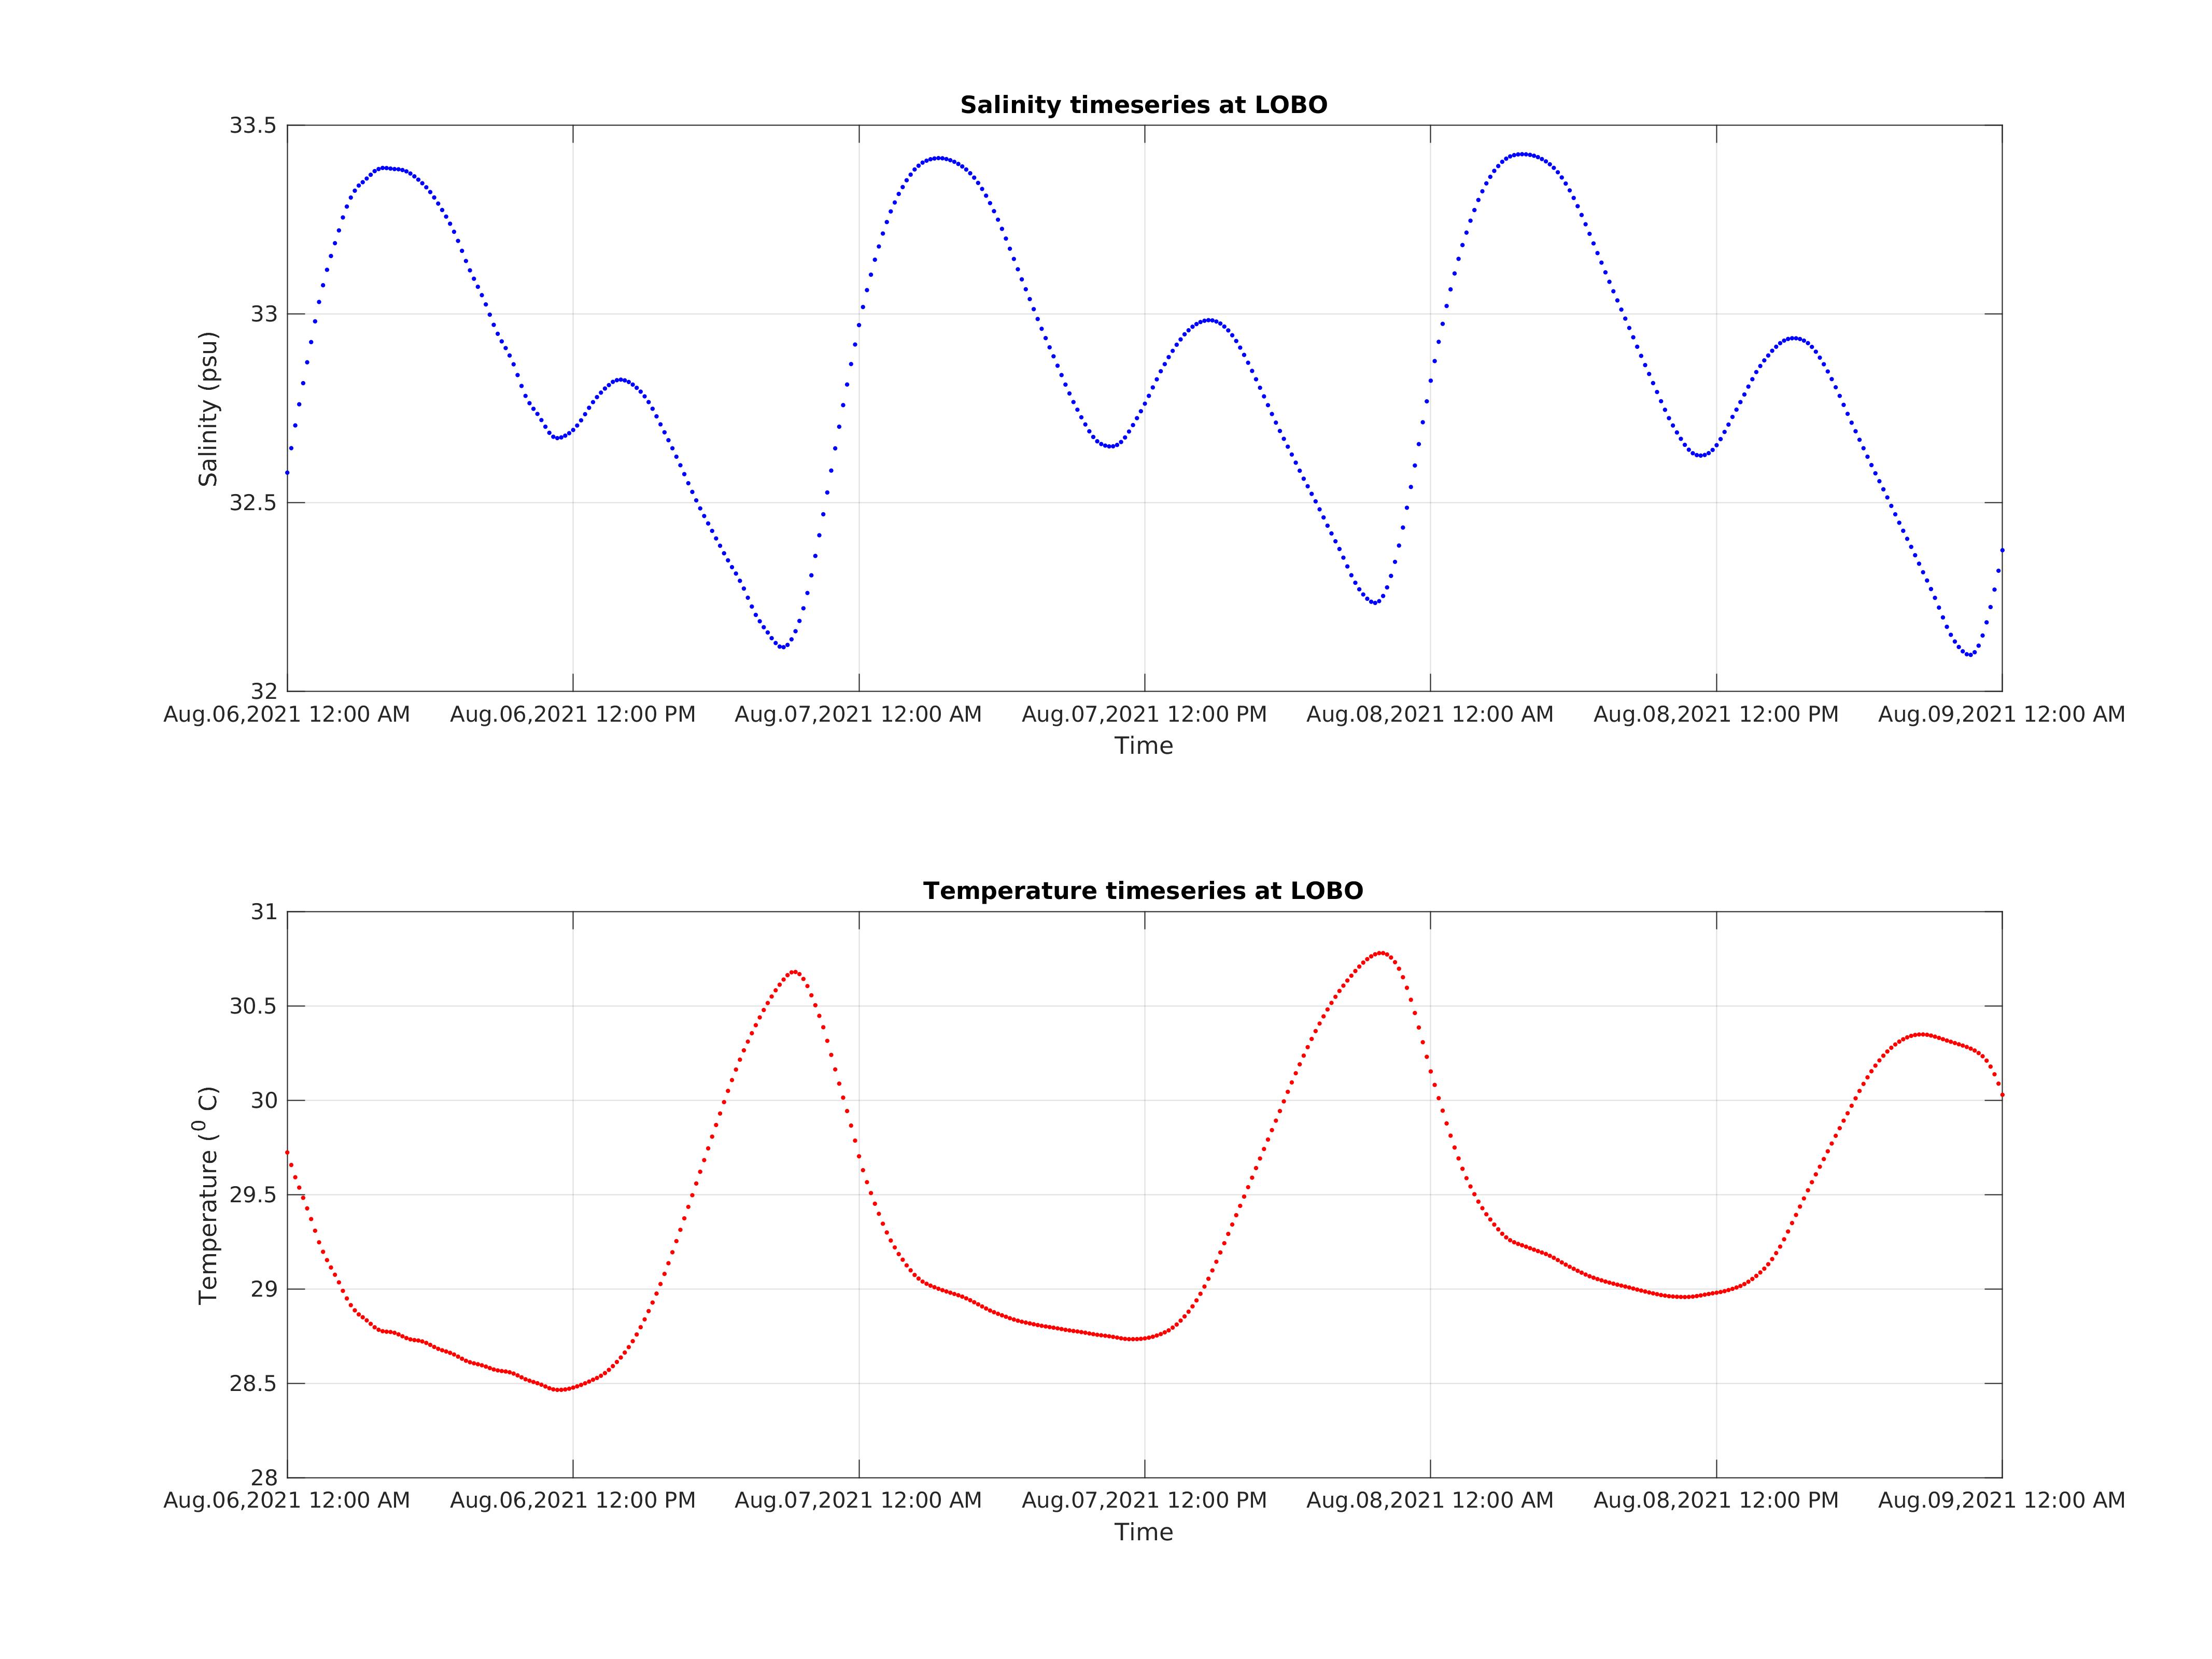 Salinity timeseries at LOBO
33.5
33
32.5
32
Salinity (psu)
Aug.06,2021 12:00 AM Aug.06,2021 12:00 PM Aug.07,2021 12:00 AM Aug.07,2021 12:00 PM Aug.08,2021 12:00 AM Aug.08,2021 12:00 PM Aug.09,2021 12:00 AM
Time
Temperature timeseries at LOBO
31
30.5
30
29.5
29
28.5
28
Temperature (⁰ C)
Aug.06,2021 12:00 AM Aug.06,2021 12:00 PM Aug.07,2021 12:00 AM Aug.07,2021 12:00 PM Aug.08,2021 12:00 AM Aug.08,2021 12:00 PM Aug.09,2021 12:00 AM
Time